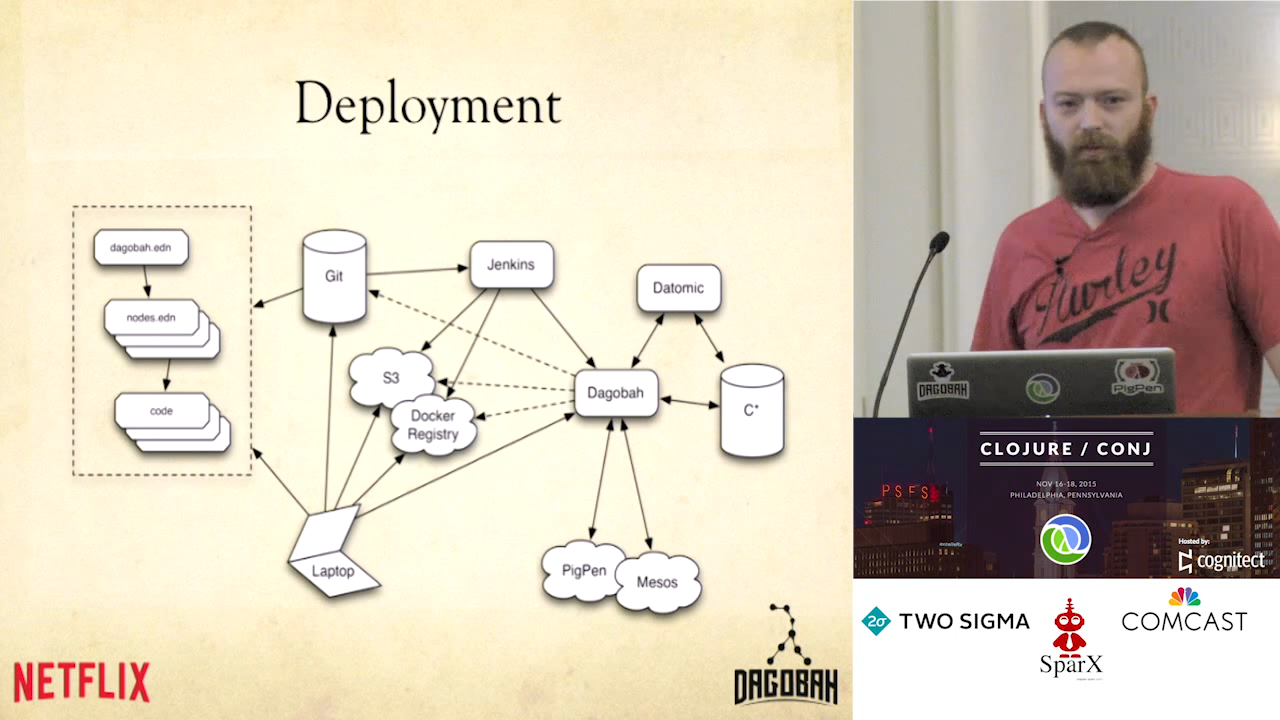 Deployment
dagobah.edn
nodes.edn
code
Git
Jenkins
Datomic
S3
Docker
Registry
Dagobah
C*
Laptop
PigPen
Mesos
NETFLIX
DAGOBAH
Hurley
DAGOBAH
PigPen
CLOJURE / CONJ
NOV 16-18, 2015
PHILADELPHIA, PENNSYLVANIA
PSFS
Hosted by:
cognitect
2σ TWO SIGMA
SparX
COMCAST